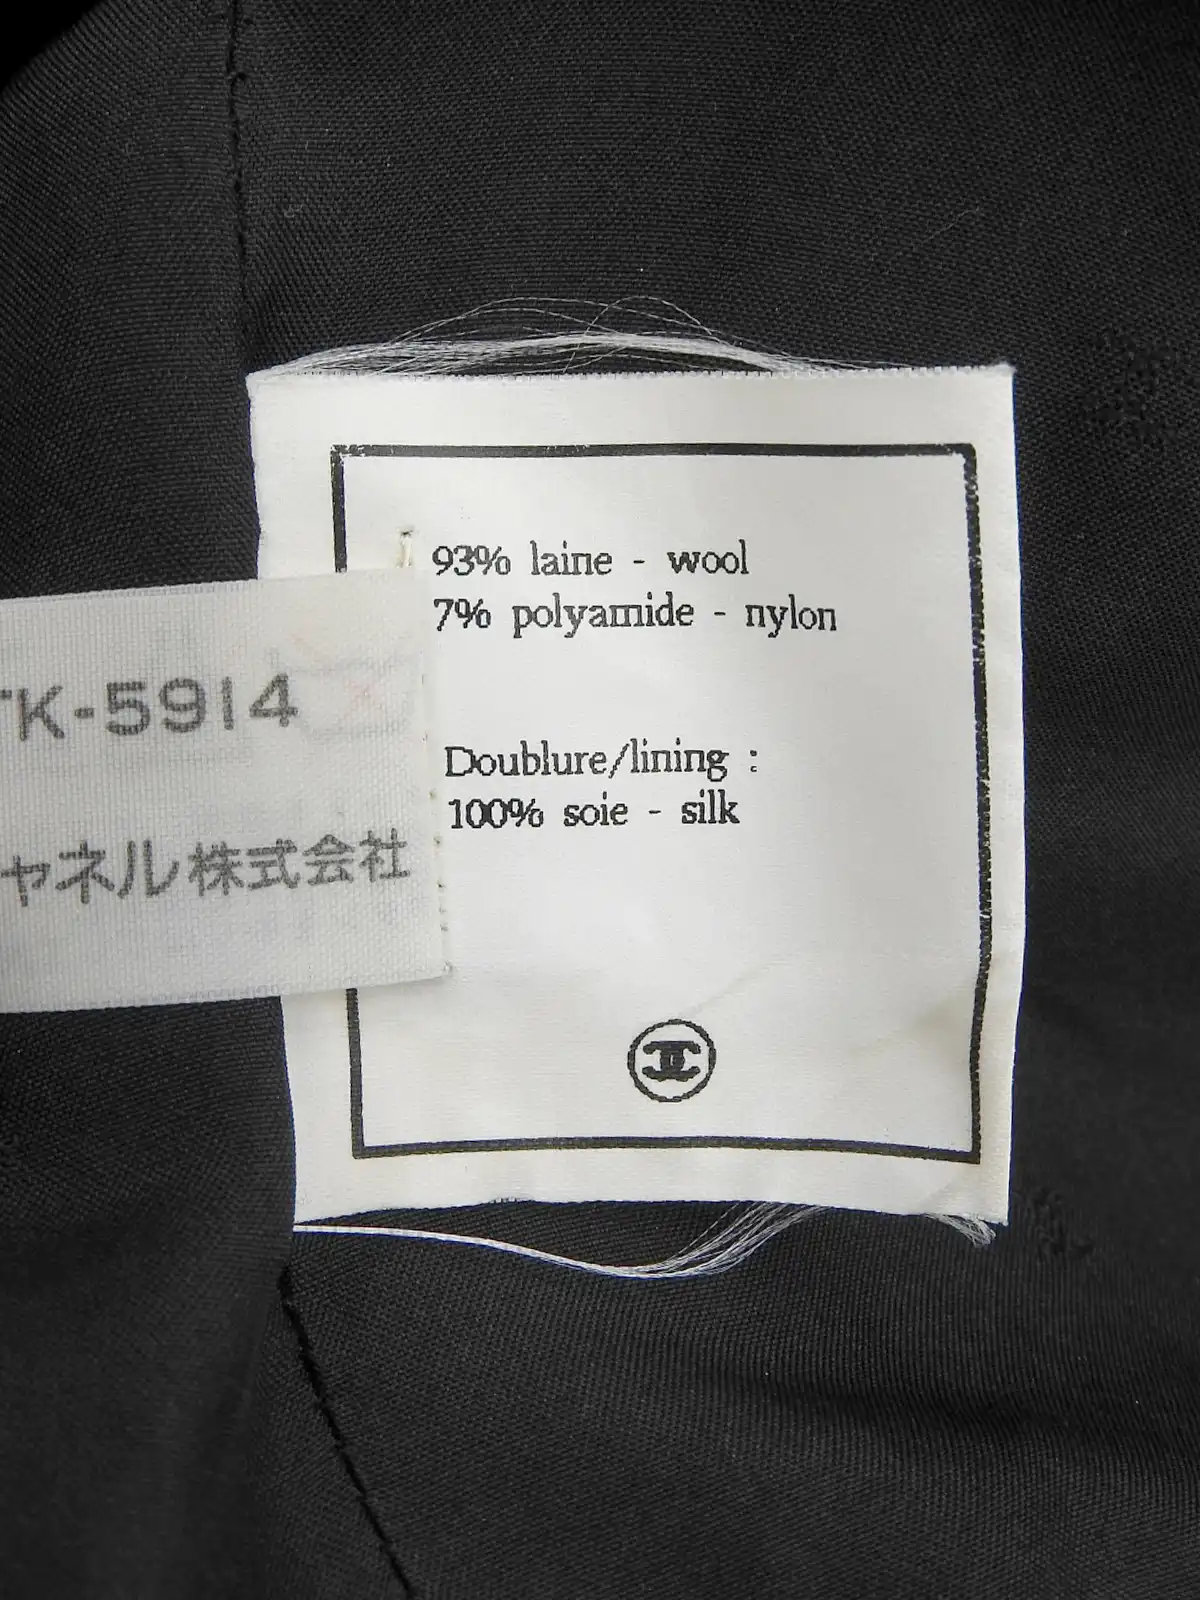 93% laine - wool
7% polyamide - nylon
TK-5914
Doublure/lining :
100% soie - silk
ャネル株式会社